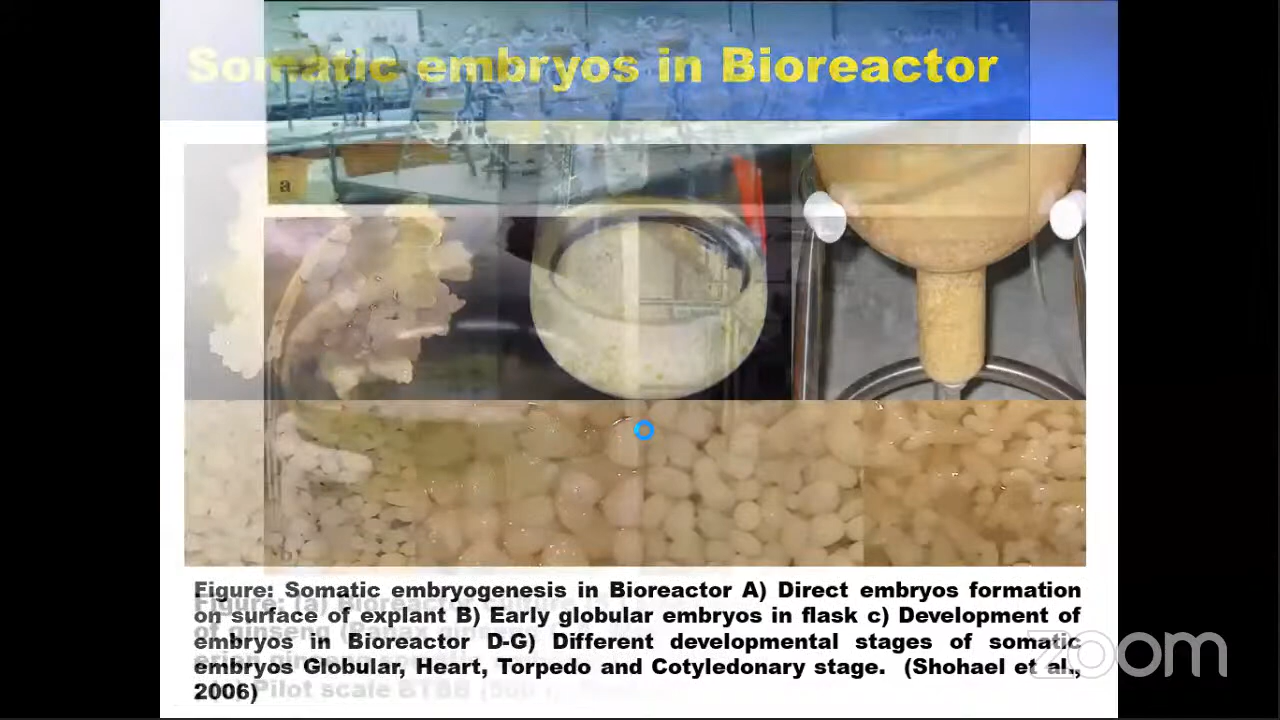 Somatic embryos in Bioreactor
a
Figure: Somatic embryogenesis in Bioreactor A) Direct embryos formation
on surface of explant B) Early globular embryos in flask c) Development of
embryos in Bioreactor D-G) Different developmental stages of somatic
embryos Globular, Heart, Torpedo and Cotyledonary stage. (Shohael et al.,
2006)
zoom